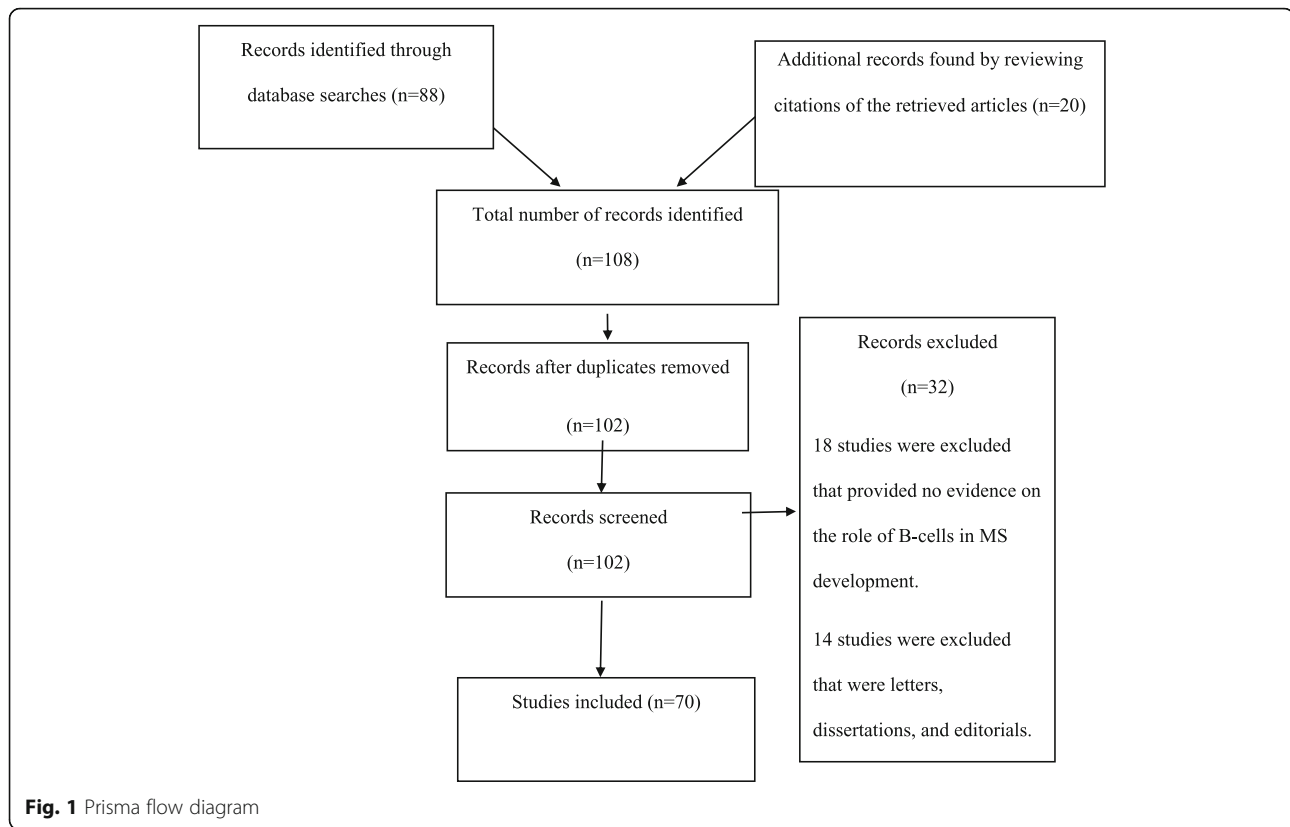 Records identified through
database searches (n=88)
Additional records found by reviewing
citations of the retrieved articles (n=20)
Total number of records identified
(n=108)
Records after duplicates removed
(n=102)
Records screened
(n=102)
Records excluded
(n=32)
18 studies were excluded
that provided no evidence on
the role of B-cells in MS
development.
14 studies were excluded
that were letters,
dissertations, and editorials.
Studies included (n=70)
Fig. 1 Prisma flow diagram